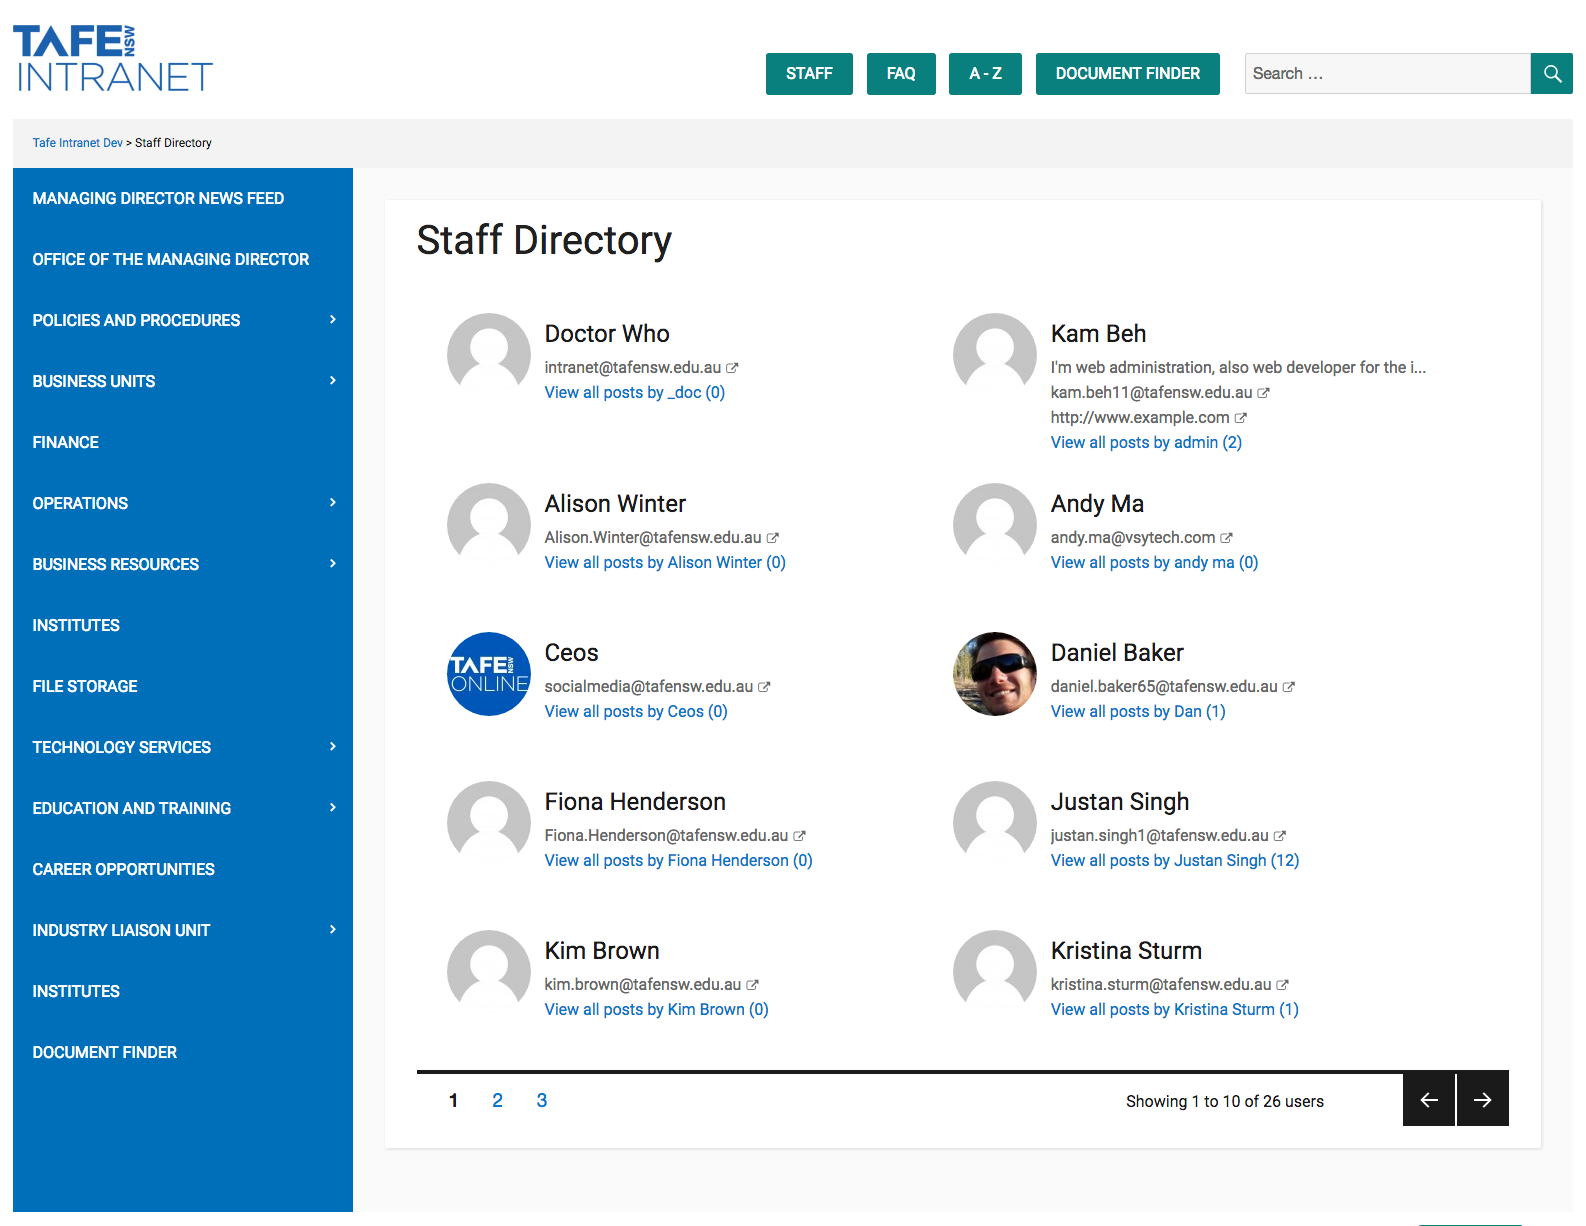 TAFE NSW
INTRANET
STAFF
FAQ
A - Z
DOCUMENT FINDER
Search ...
Tafe Intranet Dev > Staff Directory
MANAGING DIRECTOR NEWS FEED
OFFICE OF THE MANAGING DIRECTOR
POLICIES AND PROCEDURES
BUSINESS UNITS
FINANCE
OPERATIONS
BUSINESS RESOURCES
INSTITUTES
FILE STORAGE
TECHNOLOGY SERVICES
EDUCATION AND TRAINING
CAREER OPPORTUNITIES
INDUSTRY LIAISON UNIT
INSTITUTES
DOCUMENT FINDER
Staff Directory
Doctor Who
intranet@tafensw.edu.au
View all posts by _doc (0)
Kam Beh
I'm web administration, also web developer for the i...
kam.beh11@tafensw.edu.au
http://www.example.com
View all posts by admin (2)
Alison Winter
Alison.Winter@tafensw.edu.au
View all posts by Alison Winter (0)
Andy Ma
andy.ma@vsytech.com
View all posts by andy ma (0)
TAFE NSW
ONLINE
Ceos
socialmedia@tafensw.edu.au
View all posts by Ceos (0)
Daniel Baker
daniel.baker65@tafensw.edu.au
View all posts by Dan (1)
Fiona Henderson
Fiona.Henderson@tafensw.edu.au
View all posts by Fiona Henderson (0)
Justan Singh
justan.singh1@tafensw.edu.au
View all posts by Justan Singh (12)
Kim Brown
kim.brown@tafensw.edu.au
View all posts by Kim Brown (0)
Kristina Sturm
kristina.sturm@tafensw.edu.au
View all posts by Kristina Sturm (1)
1 2 3
Showing 1 to 10 of 26 users